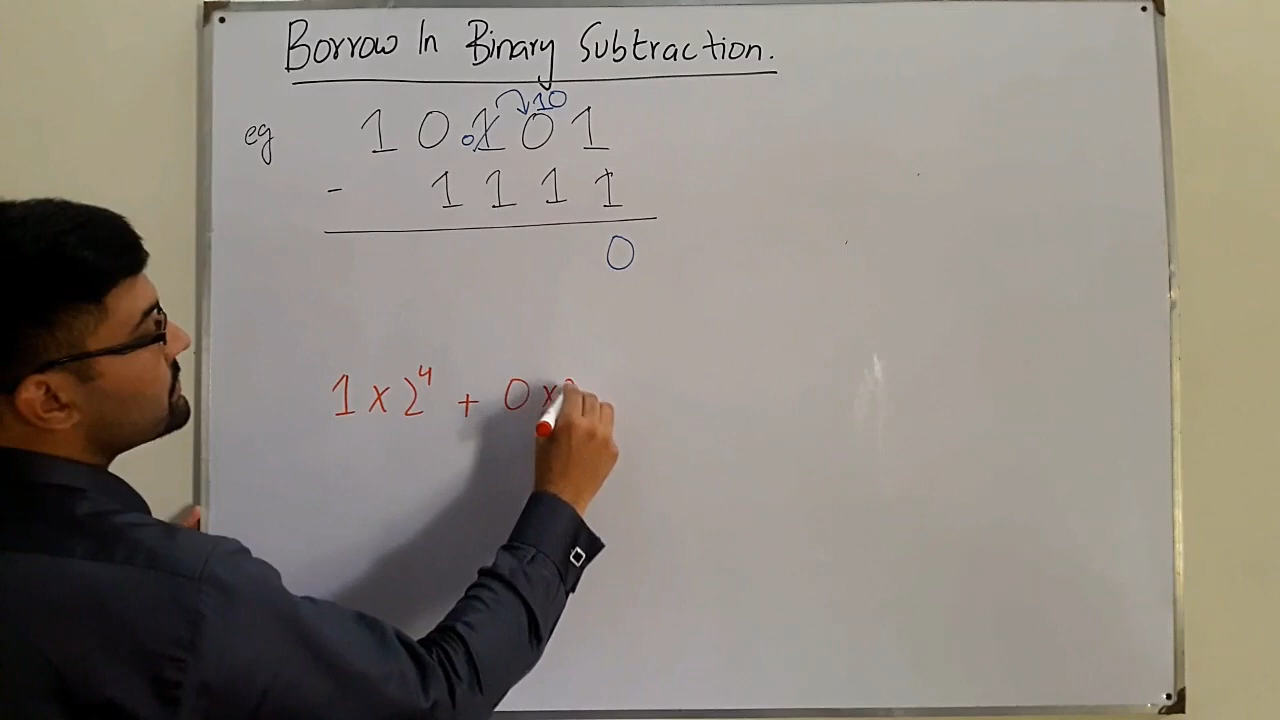 Borrow In Binary Subtraction.
10
eg 1 0 0 1 0 1
- 1 1 1 1
0
1 x 2⁴ + 0 x